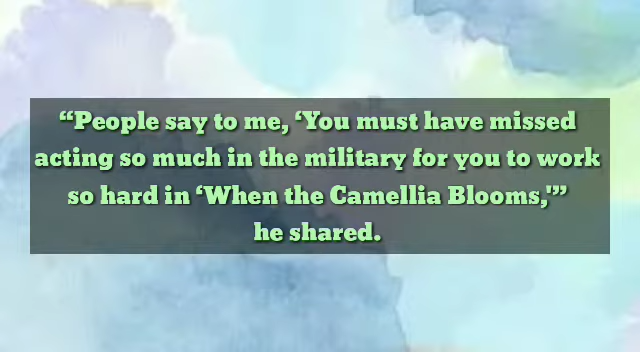 “People say to me, ‘You must have missed
acting so much in the military for you to work
so hard in ‘When the Camellia Blooms,'”
he shared.